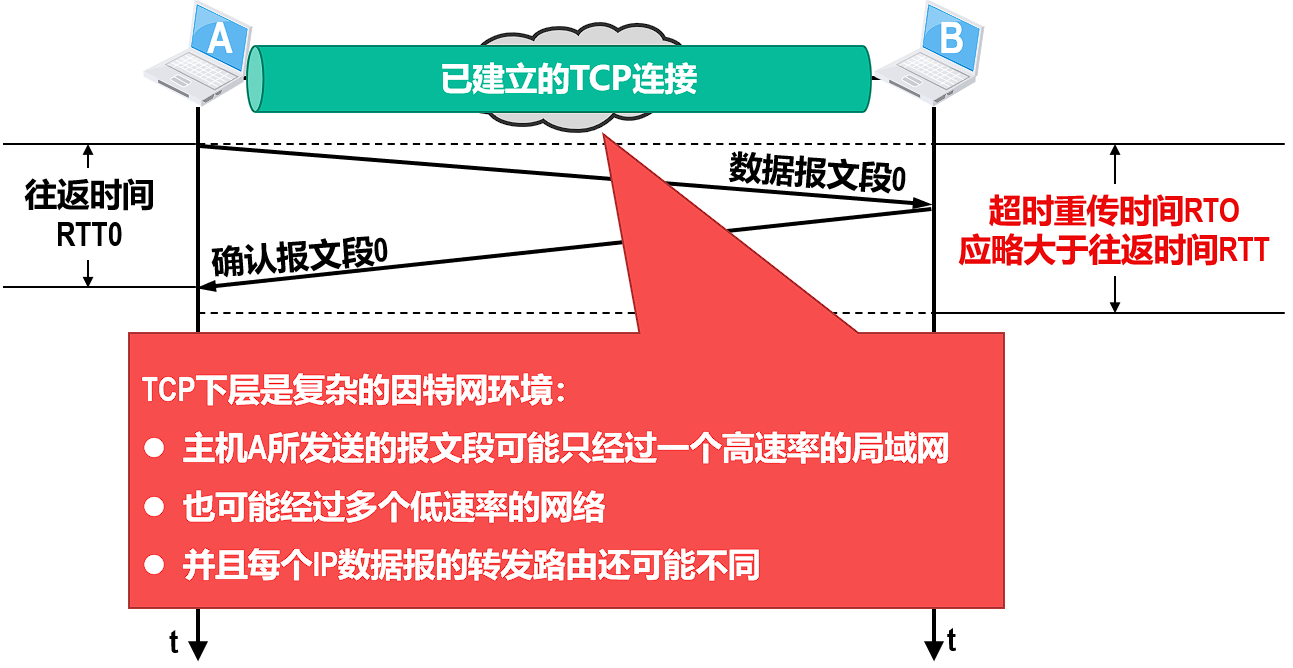 A
B
已建立的TCP连接
数据报文段0
往返时间
RTT0
确认报文段0
超时重传时间RTO
应略大于往返时间RTT
TCP下层是复杂的因特网环境：
● 主机A所发送的报文段可能只经过一个高速率的局域网
● 也可能经过多个低速率的网络
● 并且每个IP数据报的转发路由还可能不同
t
t